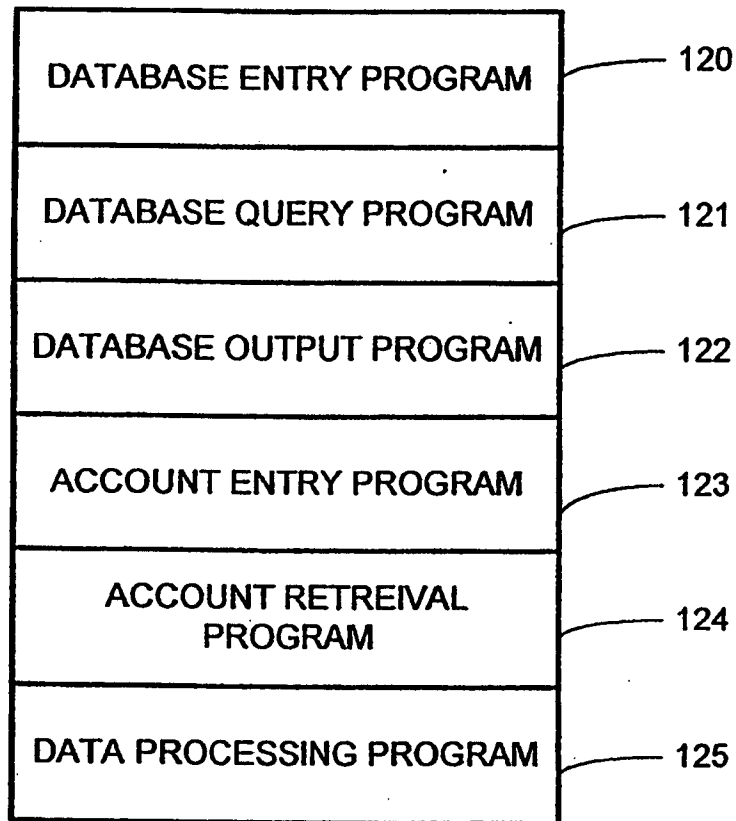 DATABASE ENTRY PROGRAM 120
DATABASE QUERY PROGRAM 121
DATABASE OUTPUT PROGRAM 122
ACCOUNT ENTRY PROGRAM 123
ACCOUNT RETREIVAL
PROGRAM 124
DATA PROCESSING PROGRAM 125